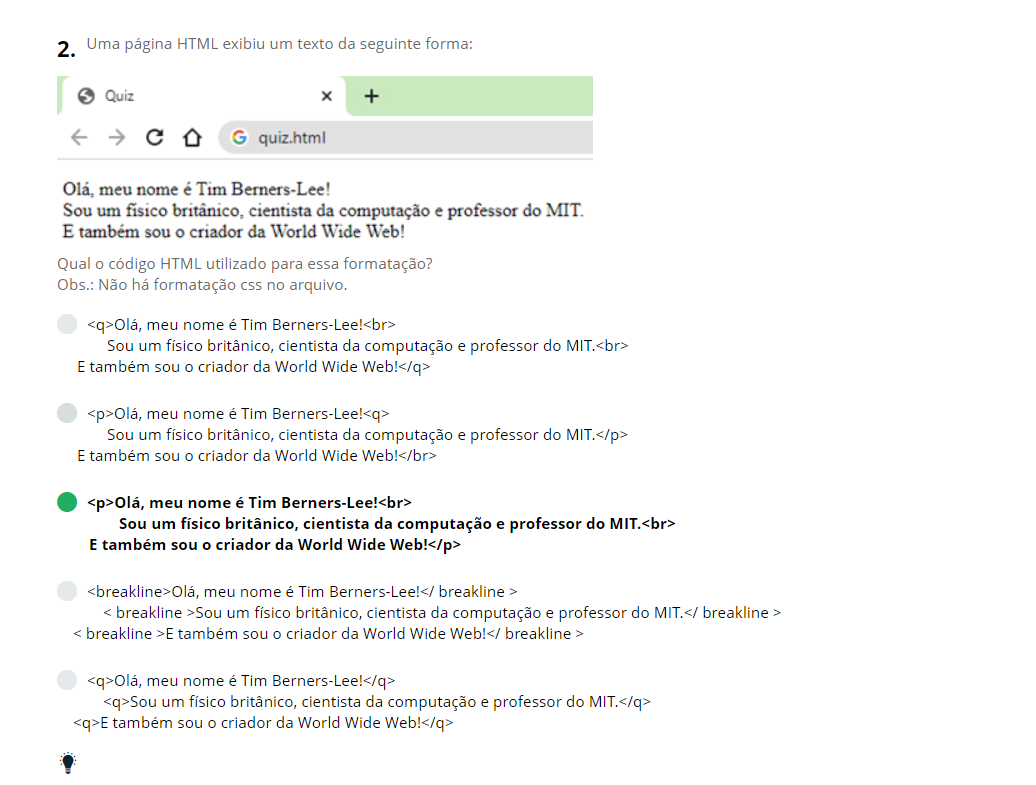 2. Uma página HTML exibiu um texto da seguinte forma:
Quiz
quiz.html
Olá, meu nome é Tim Berners-Lee!
Sou um físico britânico, cientista da computação e professor do MIT.
E também sou o criador da World Wide Web!
Qual o código HTML utilizado para essa formatação?
Obs.: Não há formatação css no arquivo.
<q>Olá, meu nome é Tim Berners-Lee!<br>
Sou um físico britânico, cientista da computação e professor do MIT.<br>
E também sou o criador da World Wide Web!</q>
<p>Olá, meu nome é Tim Berners-Lee!<q>
Sou um físico britânico, cientista da computação e professor do MIT.</p>
E também sou o criador da World Wide Web!</br>
<p>Olá, meu nome é Tim Berners-Lee!<br>
Sou um físico britânico, cientista da computação e professor do MIT.<br>
E também sou o criador da World Wide Web!</p>
<breakline>Olá, meu nome é Tim Berners-Lee!</ breakline >
< breakline >Sou um físico britânico, cientista da computação e professor do MIT.</ breakline >
< breakline >E também sou o criador da World Wide Web!</ breakline >
<q>Olá, meu nome é Tim Berners-Lee!</q>
<q>Sou um físico britânico, cientista da computação e professor do MIT.</q>
<q>E também sou o criador da World Wide Web!</q>